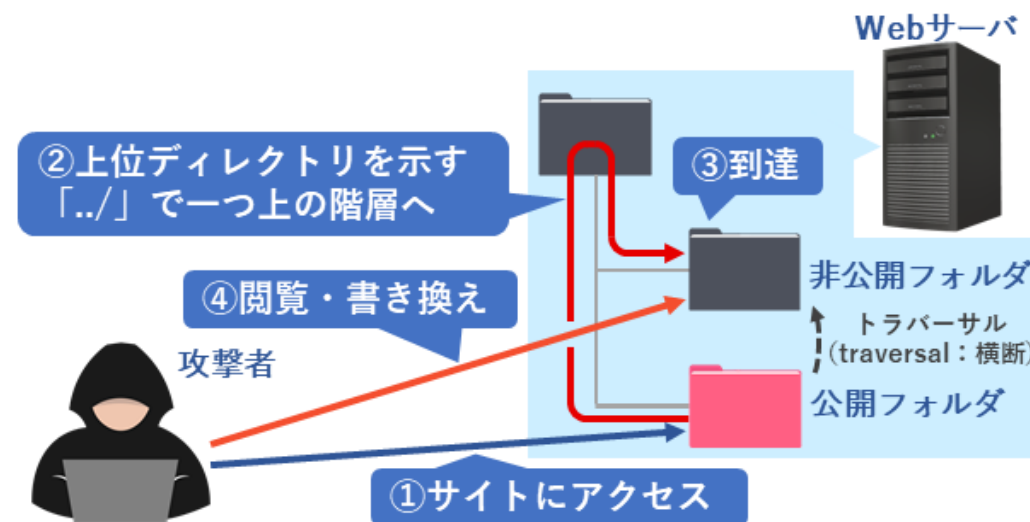 Webサーバ
②上位ディレクトリを示す
「../」で一つ上の階層へ
③到達
非公開フォルダ
④閲覧・書き換え
トラバーサル
(traversal：横断)
攻撃者
公開フォルダ
①サイトにアクセス